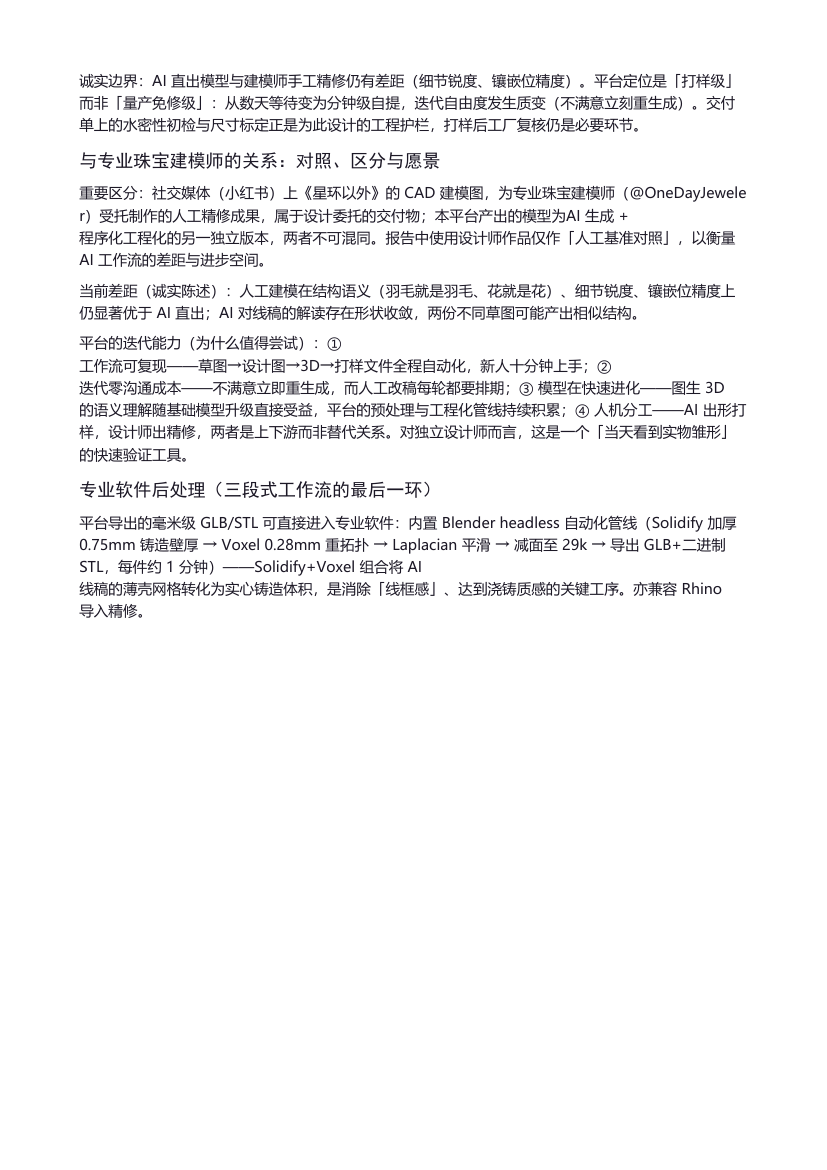 诚实边界：AI 直出模型与建模师手工精修仍有差距（细节锐度、镶嵌位精度）。平台定位是「打样级」
而非「量产免修级」：从数天等待变为分钟级自提，迭代自由度发生质变（不满意立刻重生成）。交付
单上的水密性初检与尺寸标定正是为此设计的工程护栏，打样后工厂复核仍是必要环节。
与专业珠宝建模师的关系：对照、区分与愿景
重要区分：社交媒体（小红书）上《星环以外》的 CAD 建模图，为专业珠宝建模师（@OneDayJewele
r）受托制作的人工精修成果，属于设计委托的交付物；本平台产出的模型为AI 生成 +
程序化工程化的另一独立版本，两者不可混同。报告中使用设计师作品仅作「人工基准对照」，以衡量
AI 工作流的差距与进步空间。
当前差距（诚实陈述）：人工建模在结构语义（羽毛就是羽毛、花就是花）、细节锐度、镶嵌位精度上
仍显著优于 AI 直出；AI 对线稿的解读存在形状收敛，两份不同草图可能产出相似结构。
平台的迭代能力（为什么值得尝试）：①
工作流可复现——草图→设计图→3D→打样文件全程自动化，新人十分钟上手；②
迭代零沟通成本——不满意立即重生成，而人工改稿每轮都要排期；③ 模型在快速进化——图生 3D
的语义理解随基础模型升级直接受益，平台的预处理与工程化管线持续积累；④ 人机分工——AI 出形打
样，设计师出精修，两者是上下游而非替代关系。对独立设计师而言，这是一个「当天看到实物雏形」
的快速验证工具。
专业软件后处理（三段式工作流的最后一环）
平台导出的毫米级 GLB/STL 可直接进入专业软件：内置 Blender headless 自动化管线（Solidify 加厚
0.75mm 铸造壁厚 → Voxel 0.28mm 重拓扑 → Laplacian 平滑 → 减面至 29k → 导出 GLB+二进制
STL，每件约 1 分钟）——Solidify+Voxel 组合将 AI
线稿的薄壳网格转化为实心铸造体积，是消除「线框感」、达到浇铸质感的关键工序。亦兼容 Rhino
导入精修。